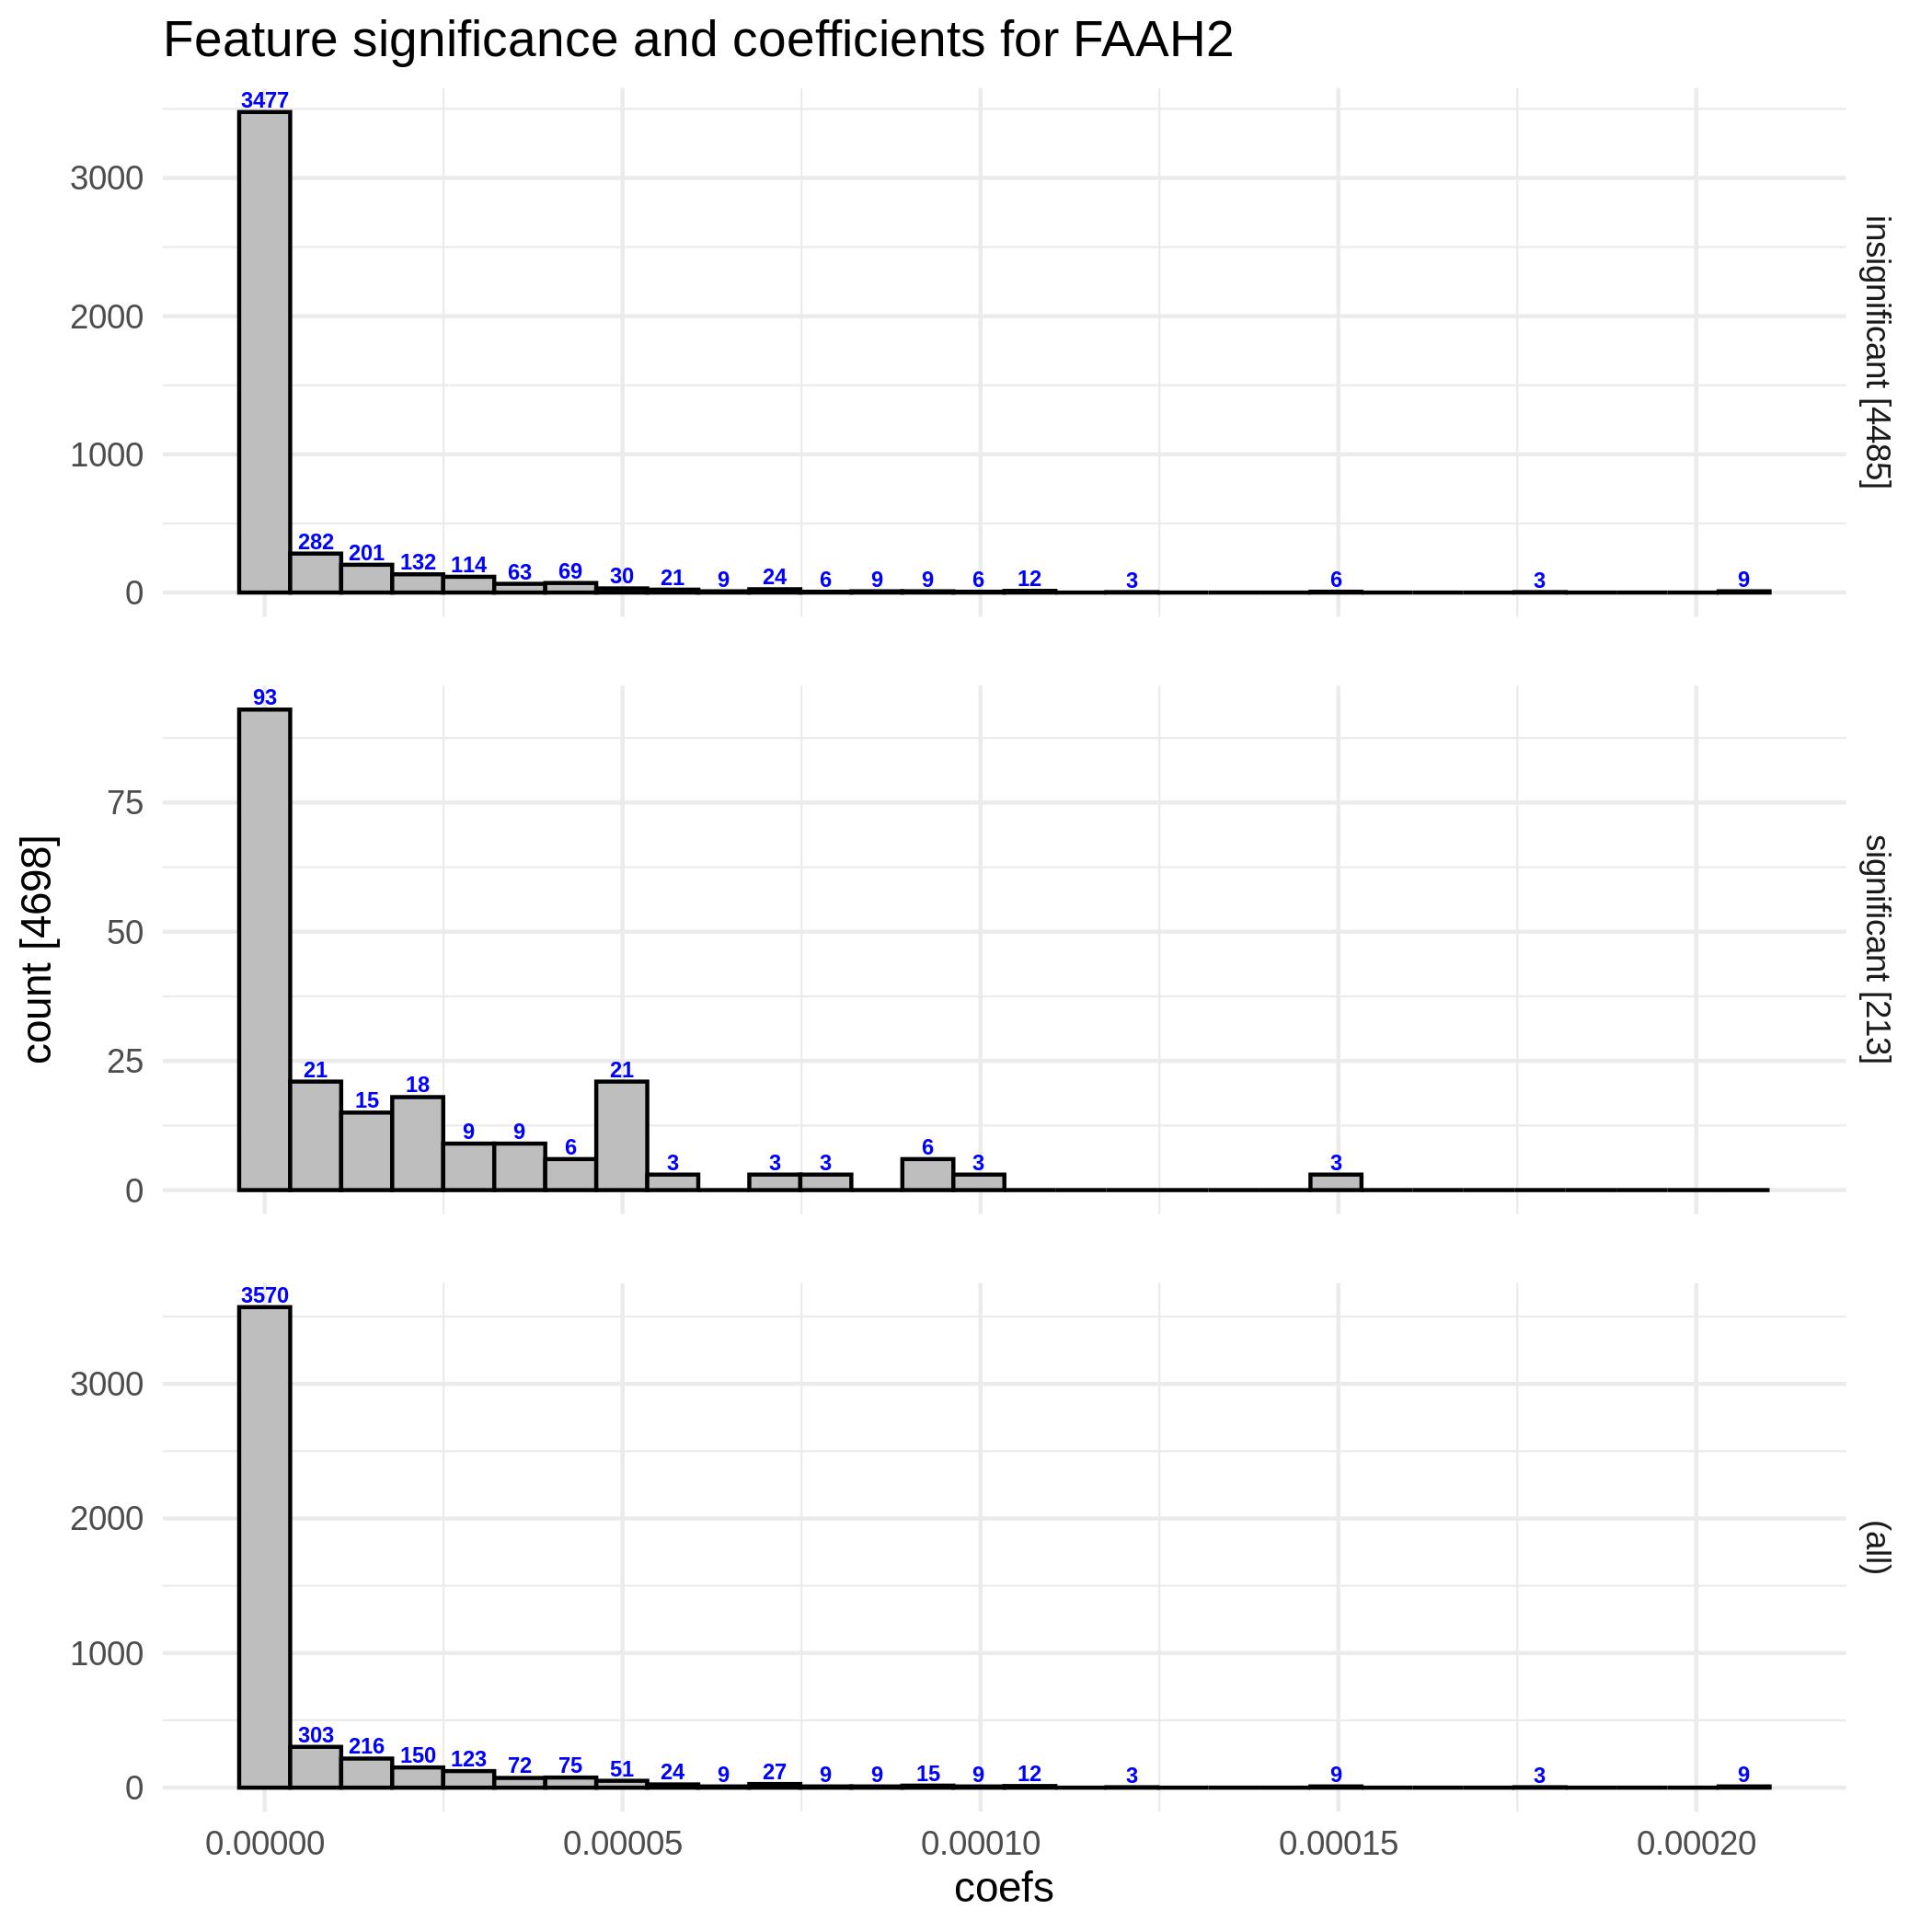 Feature significance and coefficients for FAAH2
3477
3000
2000
1000
282 201 132 114 63 69 30 21 9 24 6 9 9 6 12 3 6 3 9
0
insignificant [4485]
93
75
50
25
21 15 18 9 9 6 21 3 3 3 6 3 3
0
significant [213]
count [4698]
3570
3000
2000
1000
303 216 150 123 72 75 51 24 9 27 9 9 15 9 12 3 9 3 9
0
(all)
0.00000 0.00005 0.00010 0.00015 0.00020
coefs